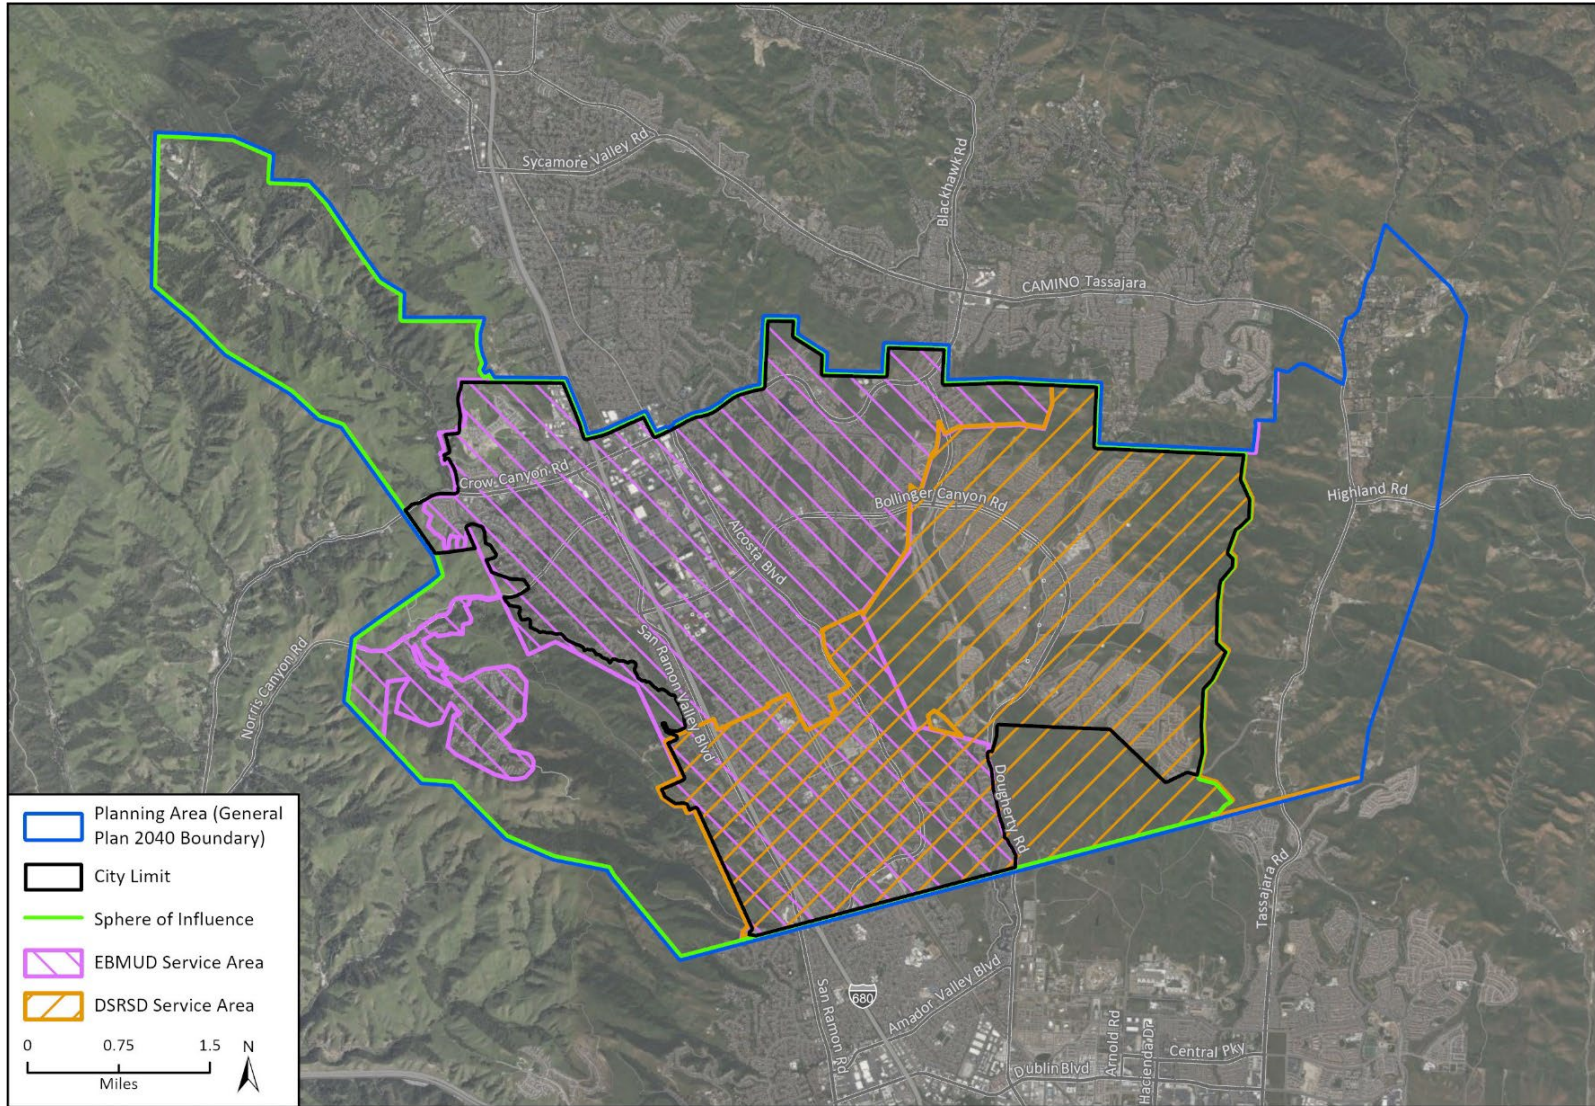 Sycamore Valley Rd
Blackhawk Rd
CAMINO Tassajara
Crow Canyon Rd
Bollinger Canyon Rd
Highland Rd
Alcosta Blvd
Norris Canyon Rd
San Ramon Valley Blvd
Dougherty Rd
Tassajara Rd
San Ramon Rd
680
Amador Valley Blvd
Arnold Rd
Hacienda Dr
Central Pky
Dublin Blvd
Planning Area (General
Plan 2040 Boundary)
City Limit
Sphere of Influence
EBMUD Service Area
DSRSD Service Area
0 0.75 1.5
Miles
N